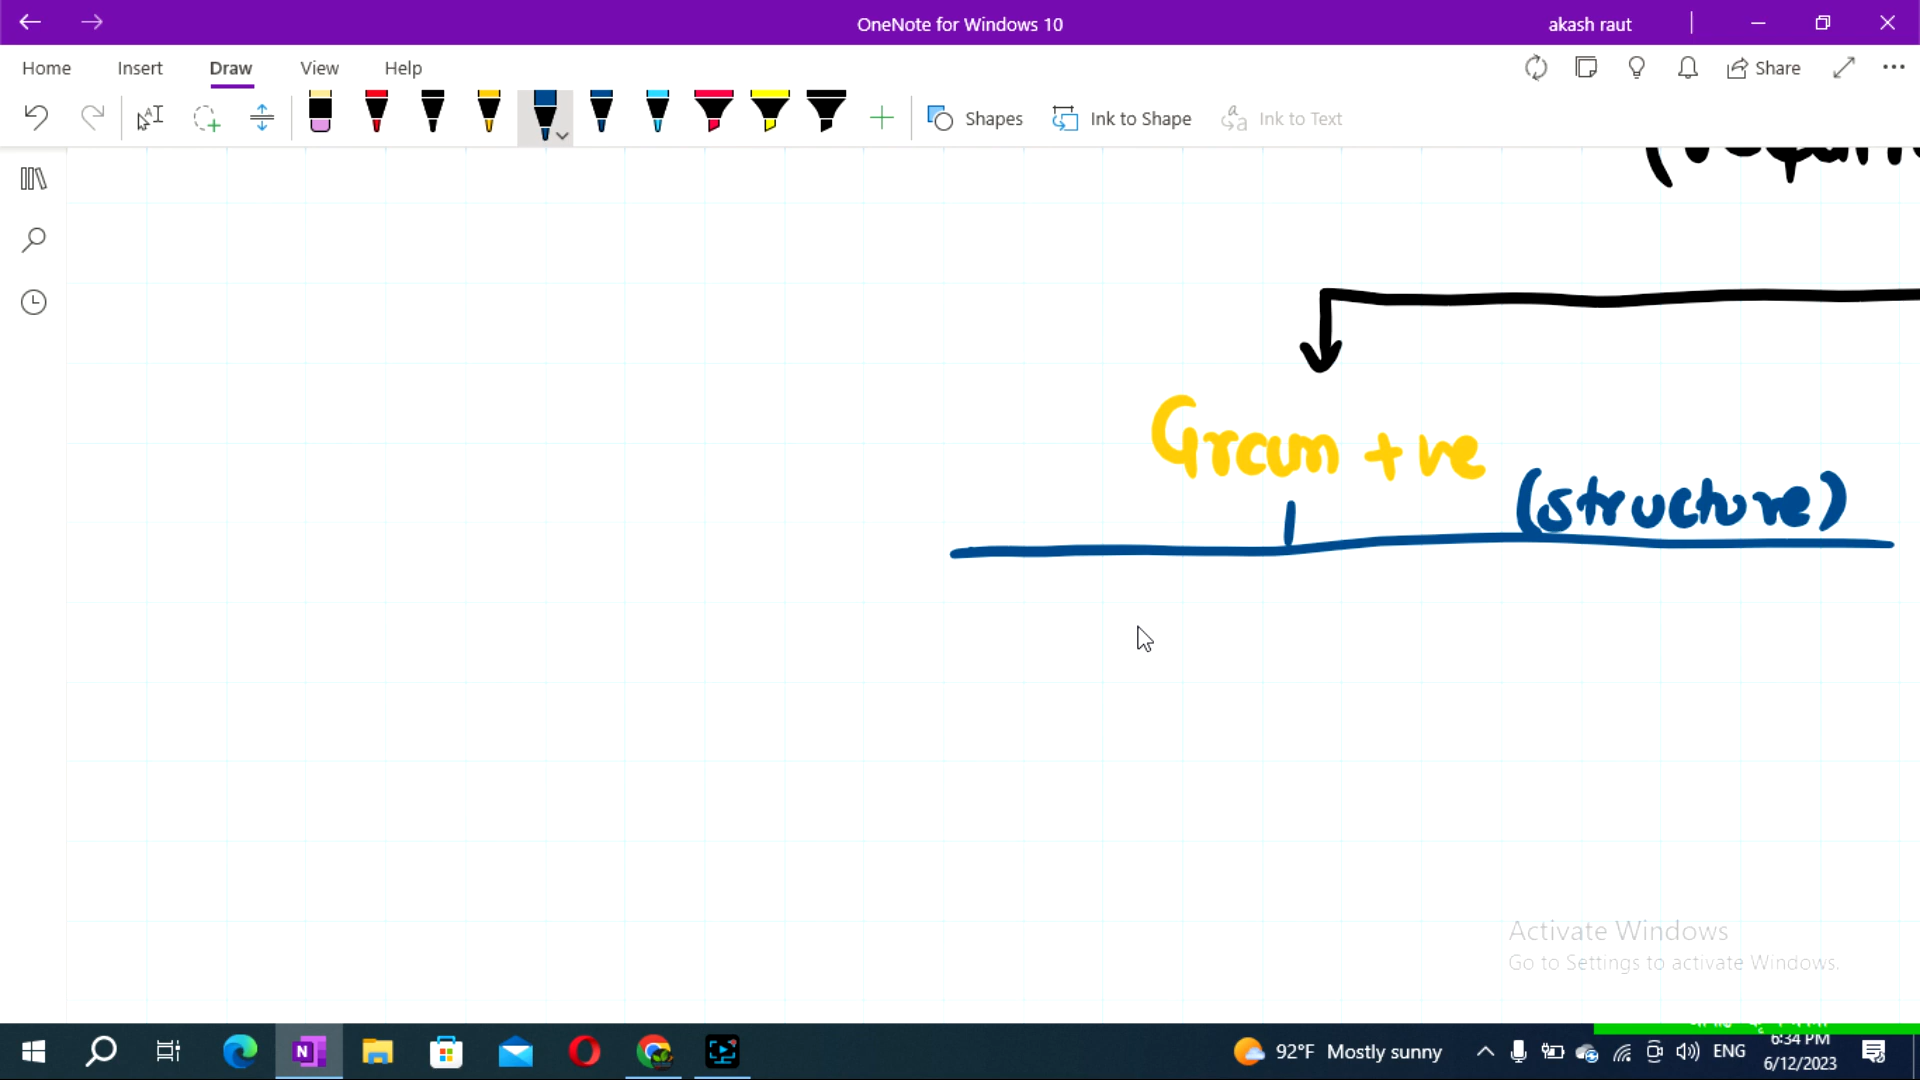 OneNote for Windows 10
akash raut
Home Insert Draw View Help
Share
Shapes Ink to Shape Ink to Text
Gram +ve
(structure)
Activate Windows
Go to Settings to activate Windows.
92°F Mostly sunny
ENG
6:34 PM
6/12/2023